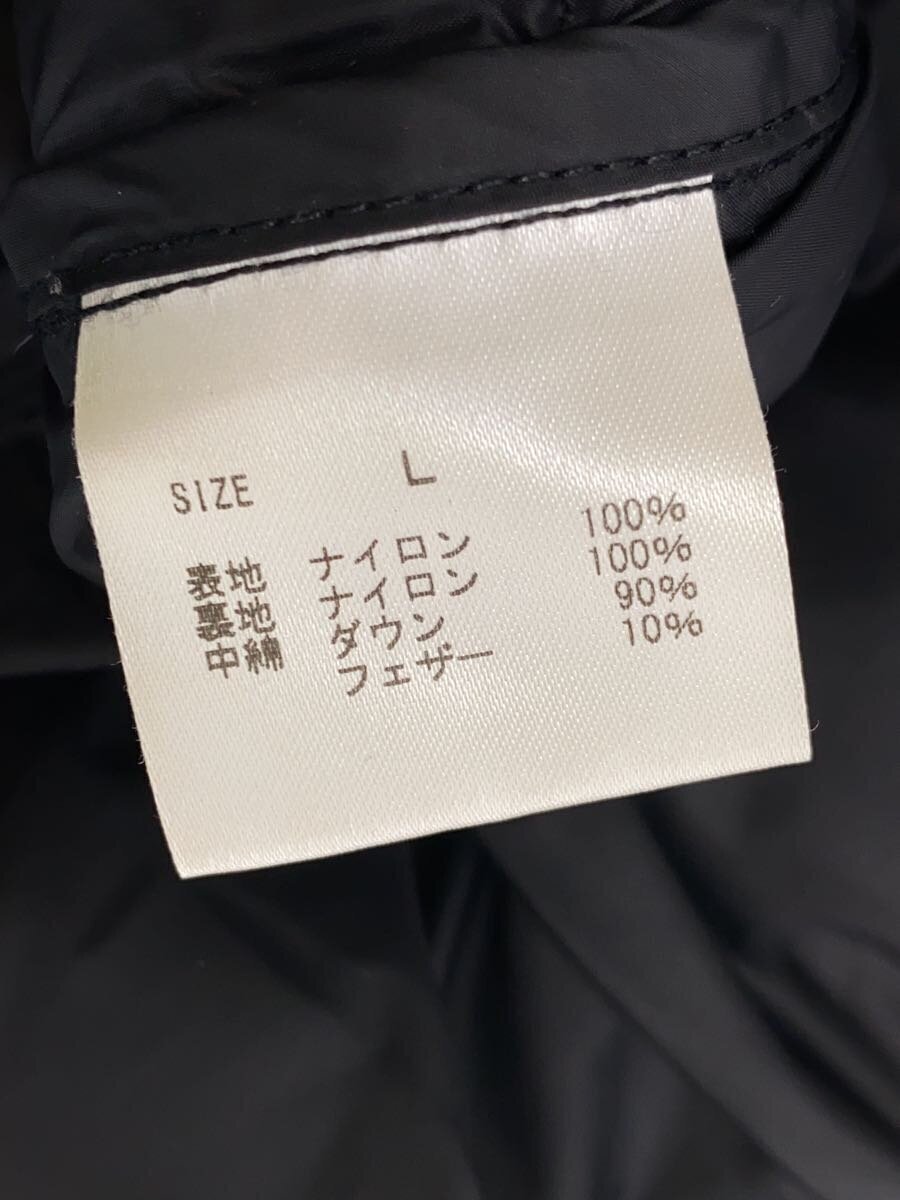 SIZE L
表地 ナイロン 100%
裏地 ナイロン 100%
中綿 ダウン 90%
フェザー 10%